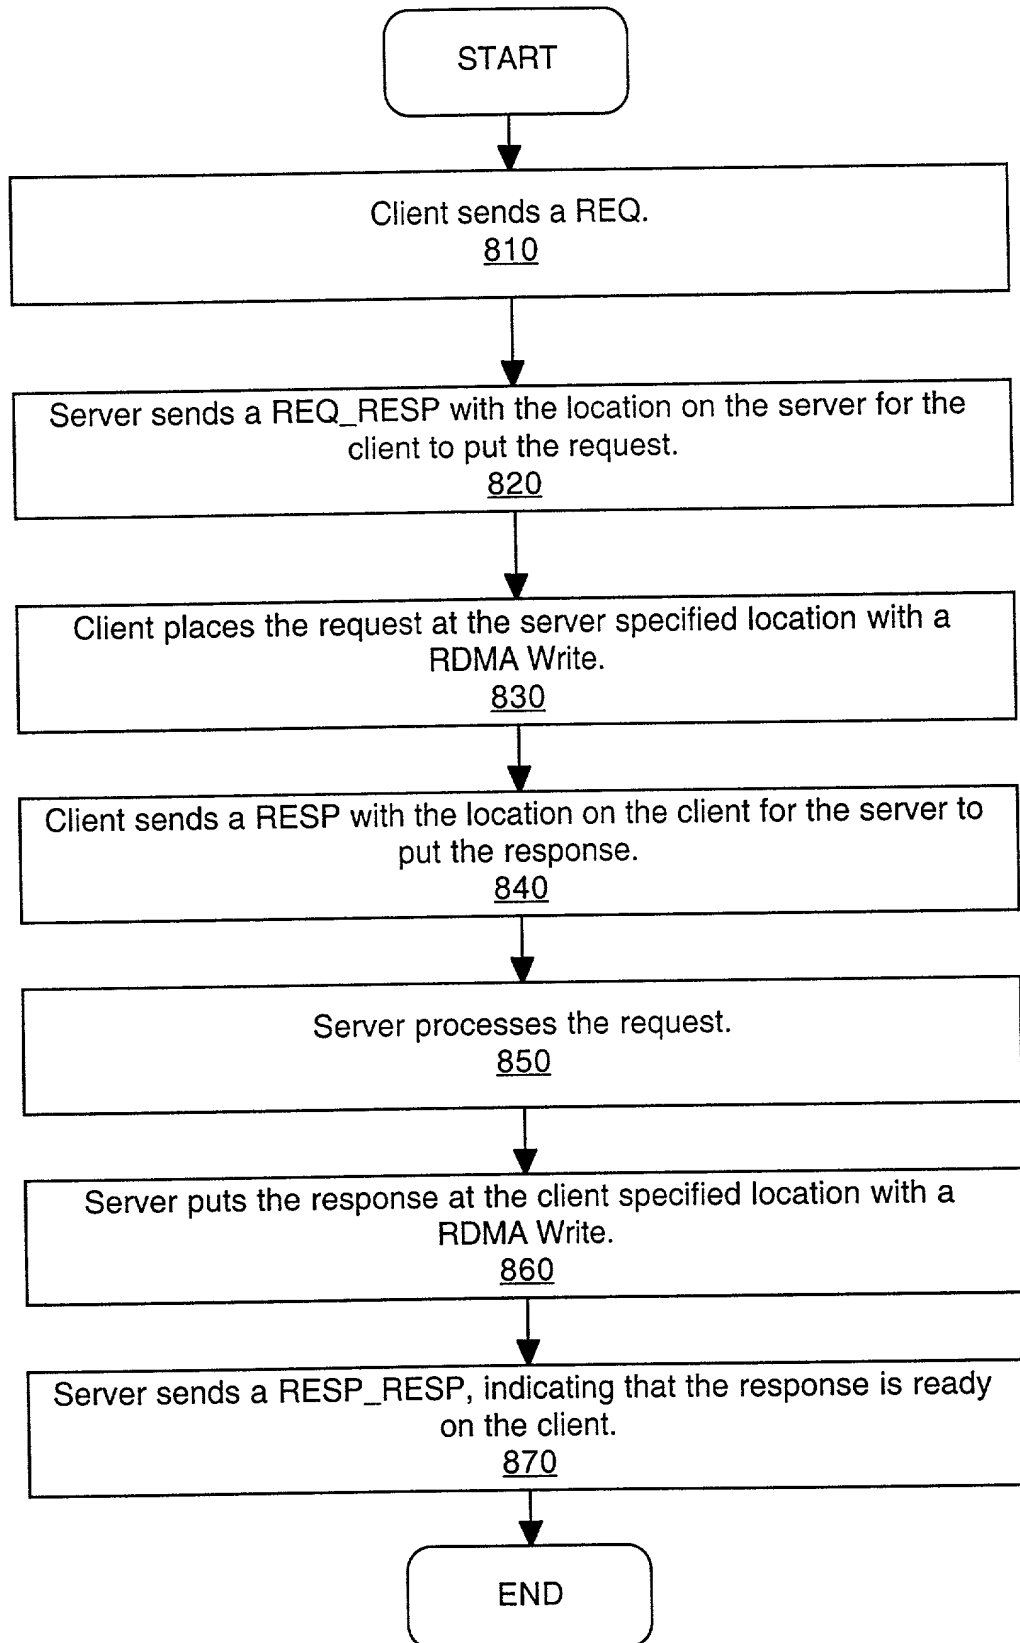 START
Client sends a REQ.
810
Server sends a REQ_RESP with the location on the server for the
client to put the request.
820
Client places the request at the server specified location with a
RDMA Write.
830
Client sends a RESP with the location on the client for the server to
put the response.
840
Server processes the request.
850
Server puts the response at the client specified location with a
RDMA Write.
860
Server sends a RESP_RESP, indicating that the response is ready
on the client.
870
END